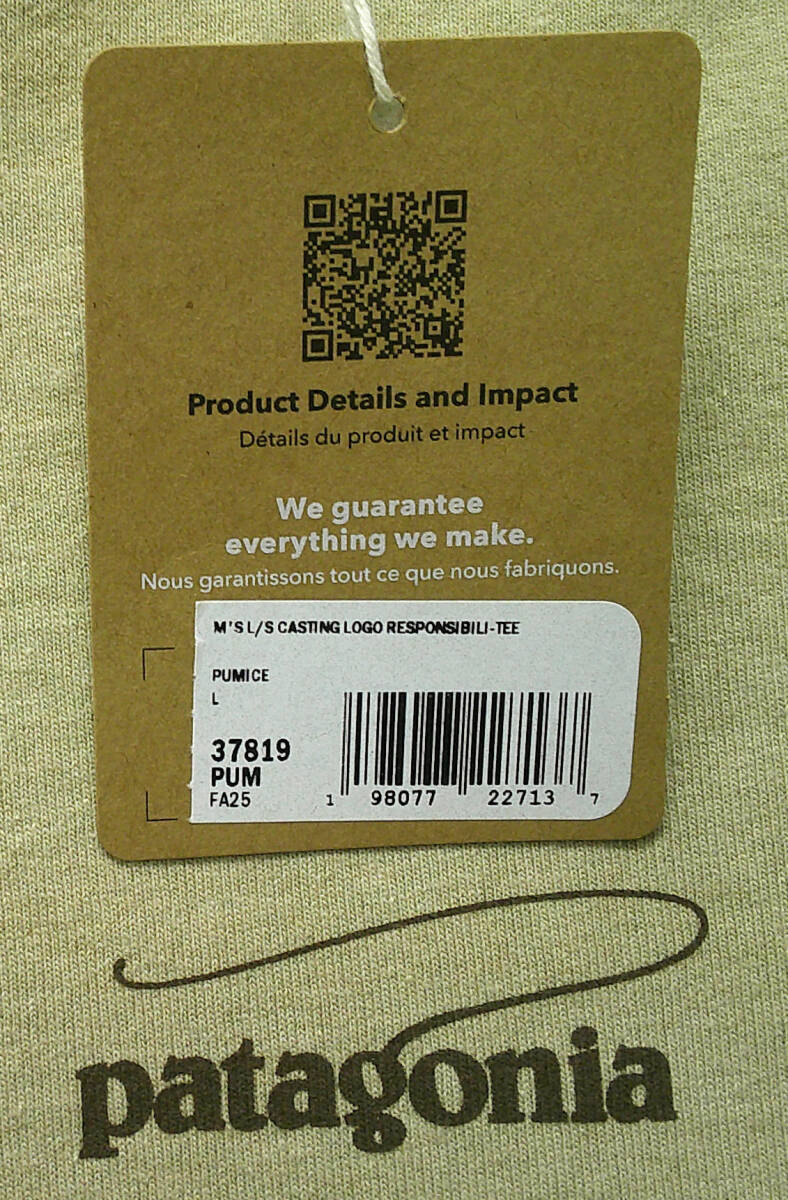 Product Details and Impact
Détails du produit et impact
We guarantee
everything we make.
Nous garantissons tout ce que nous fabriquons.
M'S L/S CASTING LOGO RESPONSIBILI-TEE
PUMICE
L
37819
PUM
FA25
1 98077 22713 7
patagonia